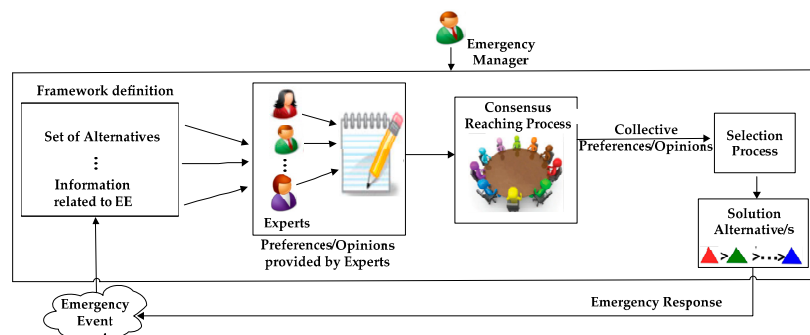 Emergency
Manager
Framework definition
Set of Alternatives
...
Information
related to EE
Experts
Preferences/Opinions
provided by Experts
Consensus
Reaching Process
Collective
Preferences/Opinions
Selection
Process
Solution
Alternative/s
> > ... >
Emergency Response
Emergency
Event